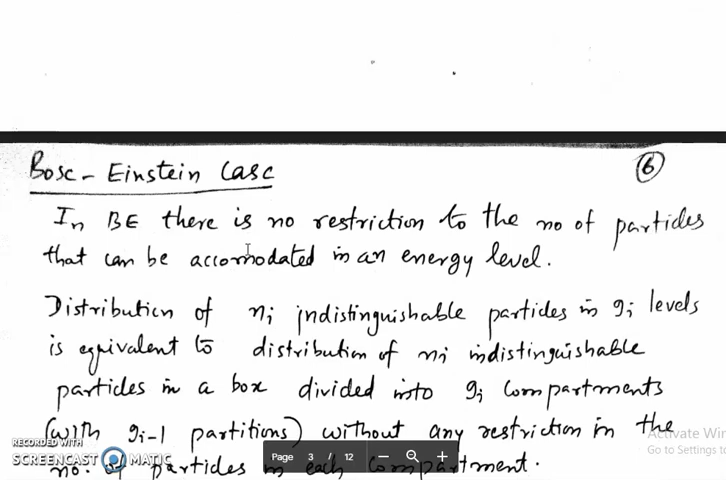 Bose - Einstein Case
6
In BE there is no restriction to the no of particles
that can be accomodated in an energy level.
Distribution of ni indistinguishable particles in gi levels
is equivalent to distribution of ni indistinguishable
particles in a box divided into gi compartments
(with gi-1 partitions) without any restriction in the
no. of particles in each compartment.
RECORDED WITH
SCREENCAST MATIC
Page 3 / 12
Activate Win
Go to Settings t